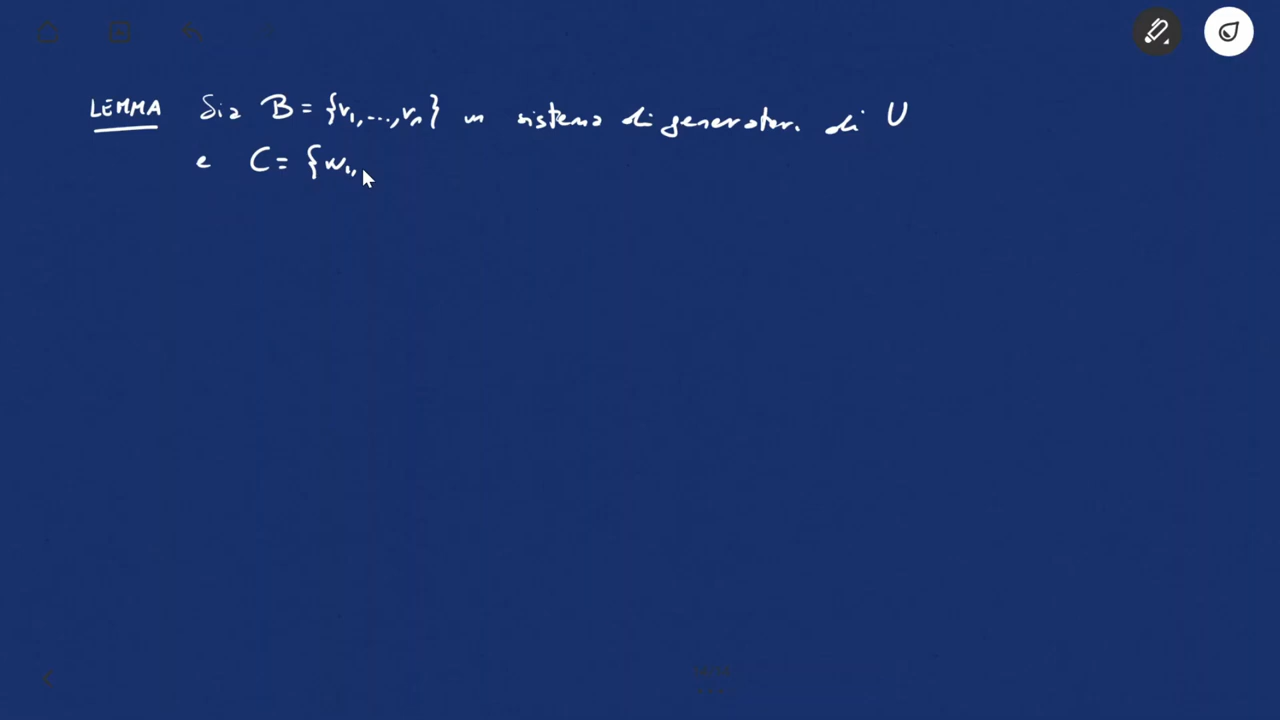 LEMMA Sia B = {v₁,...,vₙ} un sistema di generatori di U
e C = {w₁,